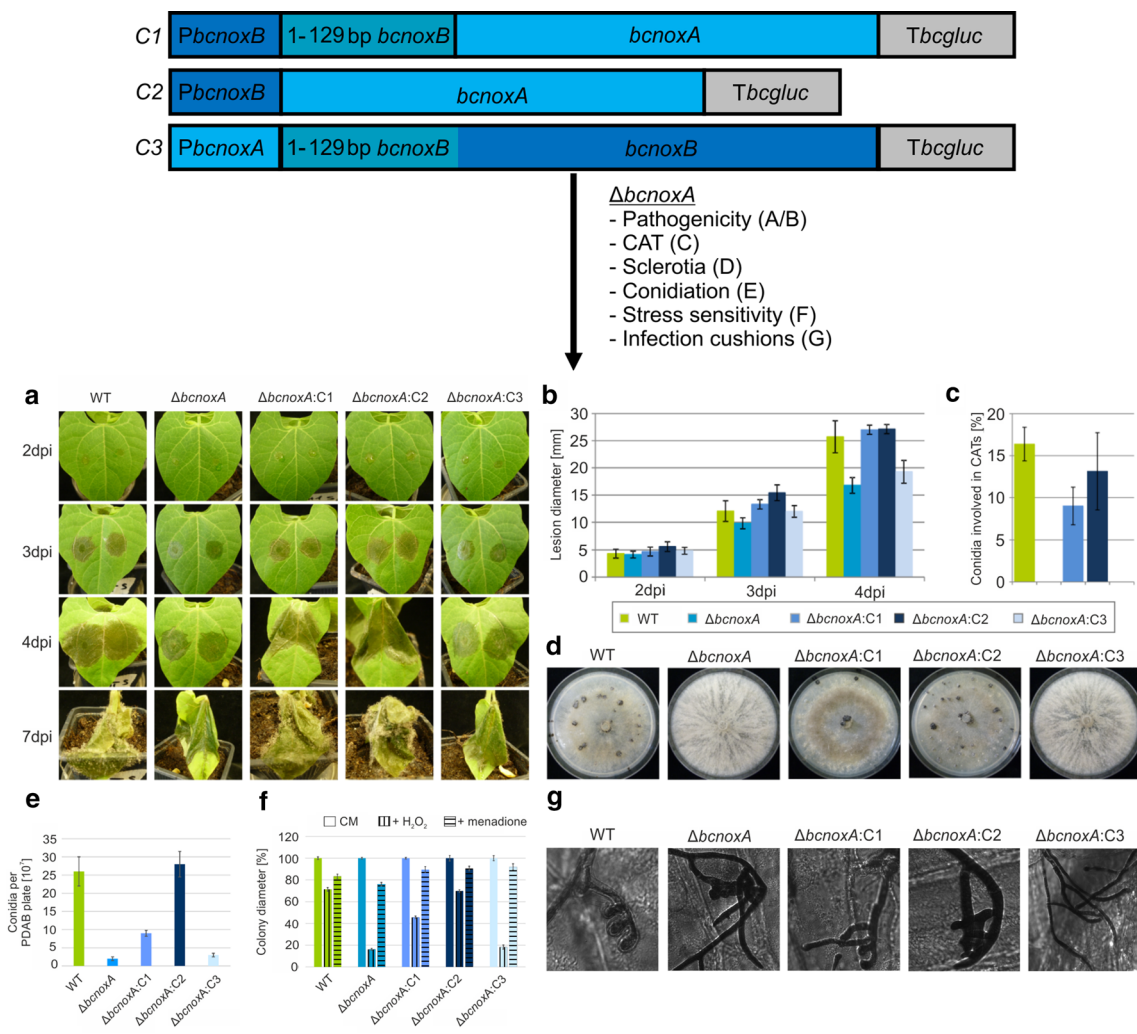 C1 PbcnoxB 1-129 bp bcnoxB bcnoxA Tbcgluc
C2 PbcnoxB bcnoxA Tbcgluc
C3 PbcnoxA 1-129 bp bcnoxB bcnoxB Tbcgluc
ΔbcnoxA
- Pathogenicity (A/B)
- CAT (C)
- Sclerotia (D)
- Conidiation (E)
- Stress sensitivity (F)
- Infection cushions (G)
a
WT ΔbcnoxA ΔbcnoxA:C1 ΔbcnoxA:C2 ΔbcnoxA:C3
2dpi
3dpi
4dpi
7dpi
b
Lesion diameter [mm]
30
25
20
15
10
5
0
2dpi 3dpi 4dpi
WT ΔbcnoxA ΔbcnoxA:C1 ΔbcnoxA:C2 ΔbcnoxA:C3
c
Conidia involved in CATs [%]
20
15
10
5
0
d
WT ΔbcnoxA ΔbcnoxA:C1 ΔbcnoxA:C2 ΔbcnoxA:C3
e
Conidia per
PDAB plate [10⁷]
35
30
25
20
15
10
5
0
WT ΔbcnoxA ΔbcnoxA:C1 ΔbcnoxA:C2 ΔbcnoxA:C3
f
CM + H₂O₂ + menadione
Colony diameter [%]
120
100
80
60
40
20
0
WT ΔbcnoxA ΔbcnoxA:C1 ΔbcnoxA:C2 ΔbcnoxA:C3
g
WT ΔbcnoxA ΔbcnoxA:C1 ΔbcnoxA:C2 ΔbcnoxA:C3